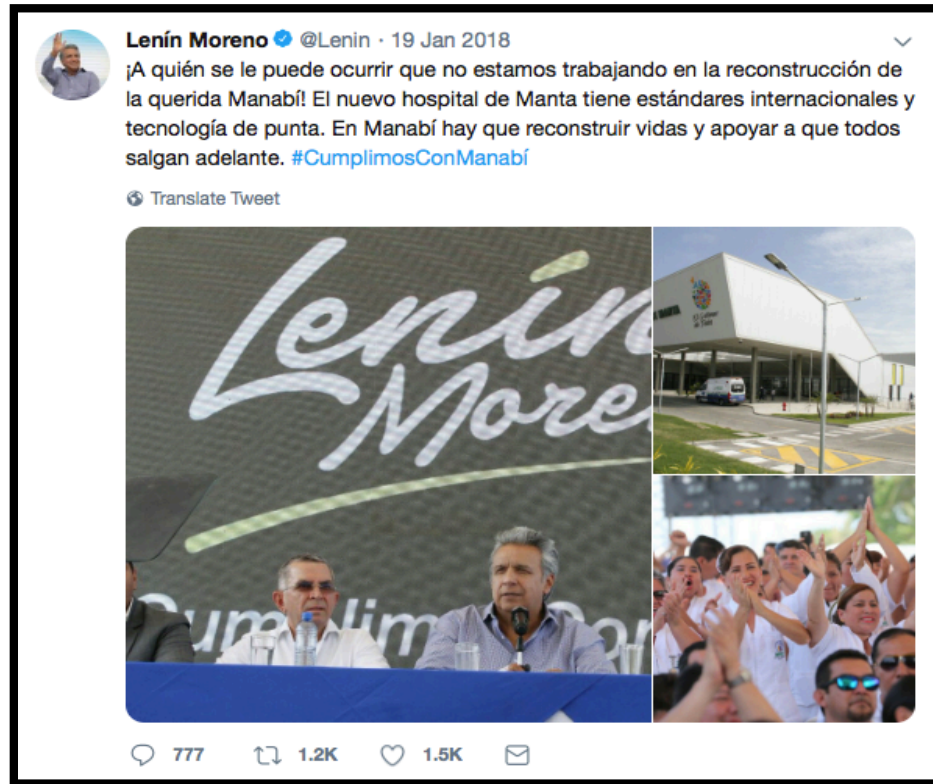 Lenín Moreno @Lenin · 19 Jan 2018
¡A quién se le puede ocurrir que no estamos trabajando en la reconstrucción de
la querida Manabí! El nuevo hospital de Manta tiene estándares internacionales y
tecnología de punta. En Manabí hay que reconstruir vidas y apoyar a que todos
salgan adelante. #CumplimosConManabí
Translate Tweet
Lenín
More
MANTA
777 1.2K 1.5K